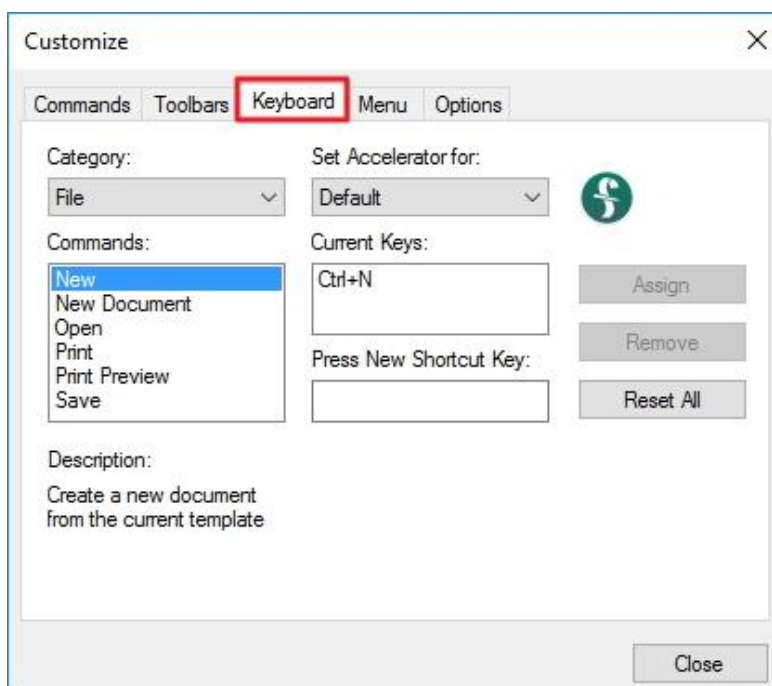 Customize
Commands Toolbars Keyboard Menu Options
Category:
File
Set Accelerator for:
Default
Commands:
New
New Document
Open
Print
Print Preview
Save
Current Keys:
Ctrl+N
Press New Shortcut Key:
Assign
Remove
Reset All
Description:
Create a new document
from the current template
Close